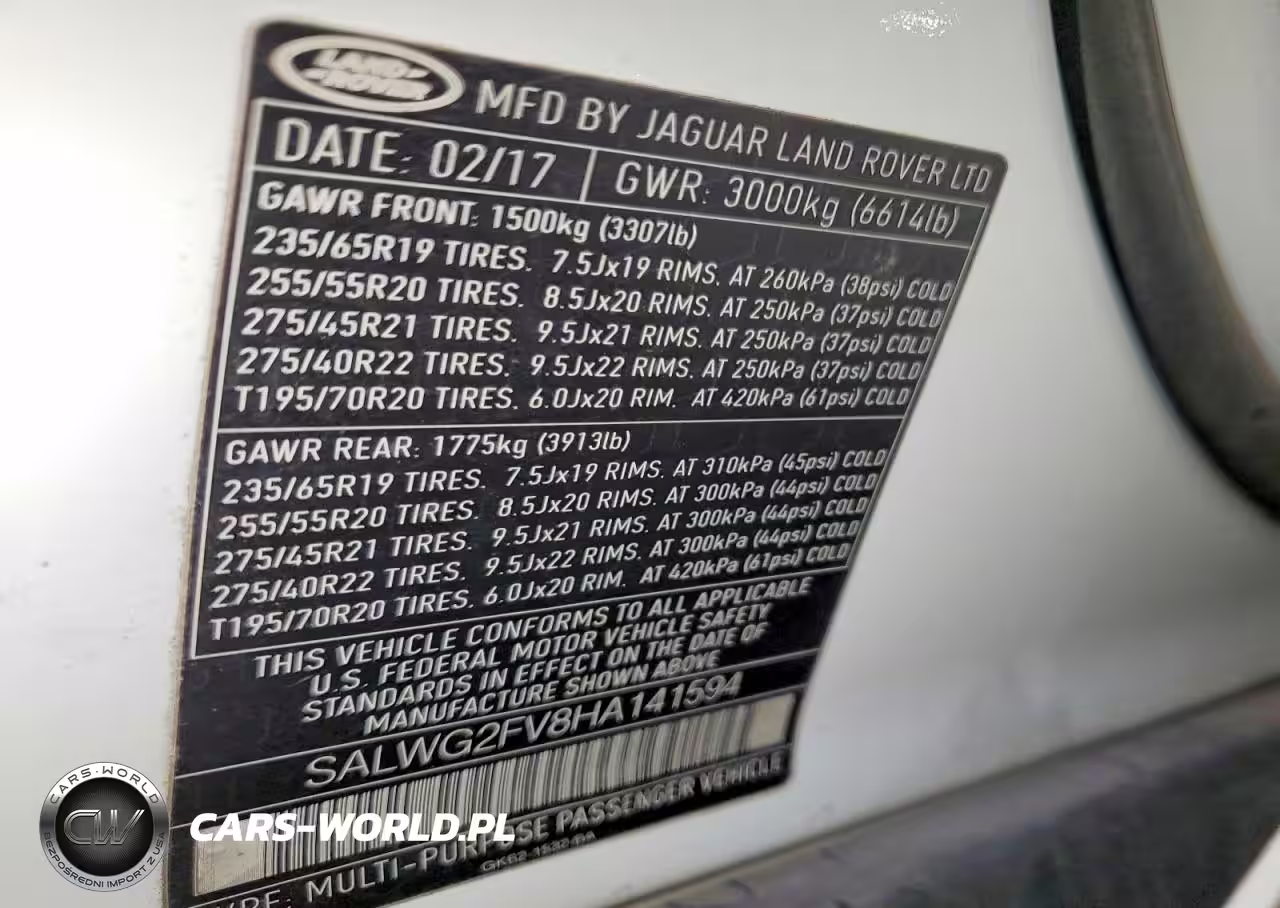 LAND ROVER
MFD BY JAGUAR LAND ROVER LTD
DATE: 02/17 GWR: 3000kg (6614lb)
GAWR FRONT: 1500kg (3307lb)
235/65R19 TIRES. 7.5Jx19 RIMS. AT 260kPa (38psi) COLD
255/55R20 TIRES. 8.5Jx20 RIMS. AT 250kPa (37psi) COLD
275/45R21 TIRES. 9.5Jx21 RIMS. AT 250kPa (37psi) COLD
275/40R22 TIRES. 9.5Jx22 RIMS. AT 250kPa (37psi) COLD
T195/70R20 TIRES. 6.0Jx20 RIM. AT 420kPa (61psi) COLD
GAWR REAR: 1775kg (3913lb)
235/65R19 TIRES. 7.5Jx19 RIMS. AT 310kPa (45psi) COLD
255/55R20 TIRES. 8.5Jx20 RIMS. AT 300kPa (44psi) COLD
275/45R21 TIRES. 9.5Jx21 RIMS. AT 300kPa (44psi) COLD
275/40R22 TIRES. 9.5Jx22 RIMS. AT 300kPa (44psi) COLD
T195/70R20 TIRES. 6.0Jx20 RIM. AT 420kPa (61psi) COLD
THIS VEHICLE CONFORMS TO ALL APPLICABLE
U.S. FEDERAL MOTOR VEHICLE SAFETY
STANDARDS IN EFFECT ON THE DATE OF
MANUFACTURE SHOWN ABOVE
SALWG2FV8HA141594
MULTI-PURPOSE PASSENGER VEHICLE
CARS-WORLD
CW
BEZPOŚREDNI IMPORT Z USA
CARS-WORLD.PL